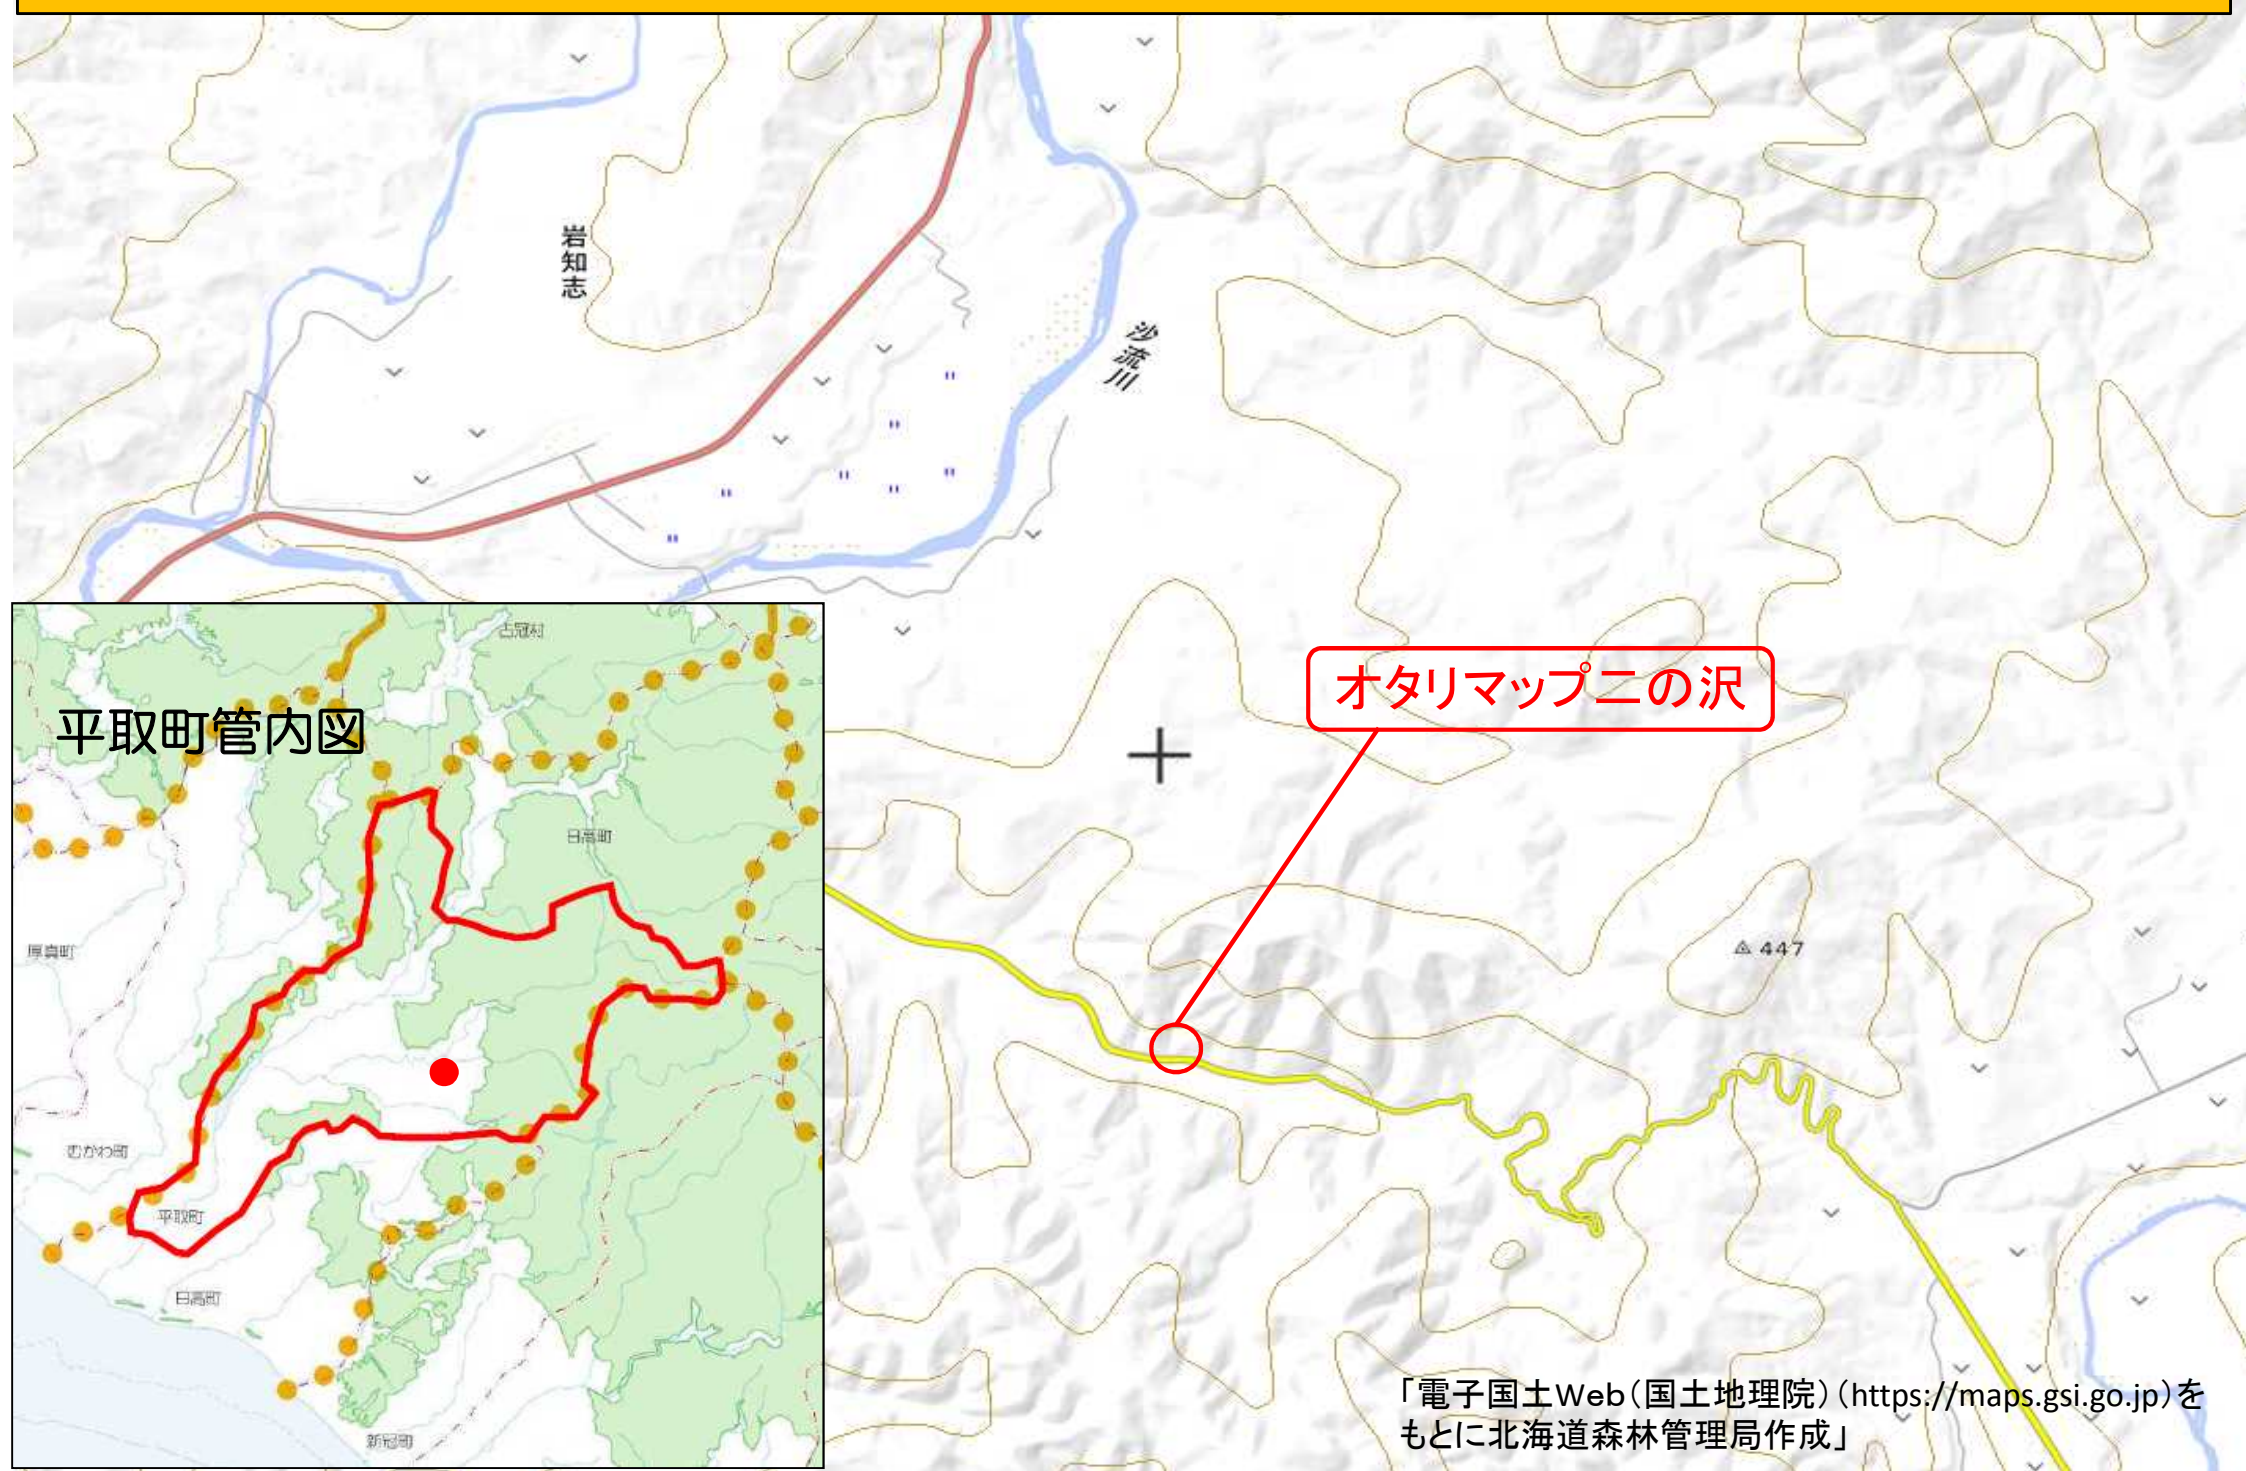 岩知志
沙流川
オタリマップ二の沢
447
平取町管内図
占冠村
日高町
厚真町
むかわ町
平取町
日高町
新冠町
「電子国土Web（国土地理院）（https://maps.gsi.go.jp）を
もとに北海道森林管理局作成」